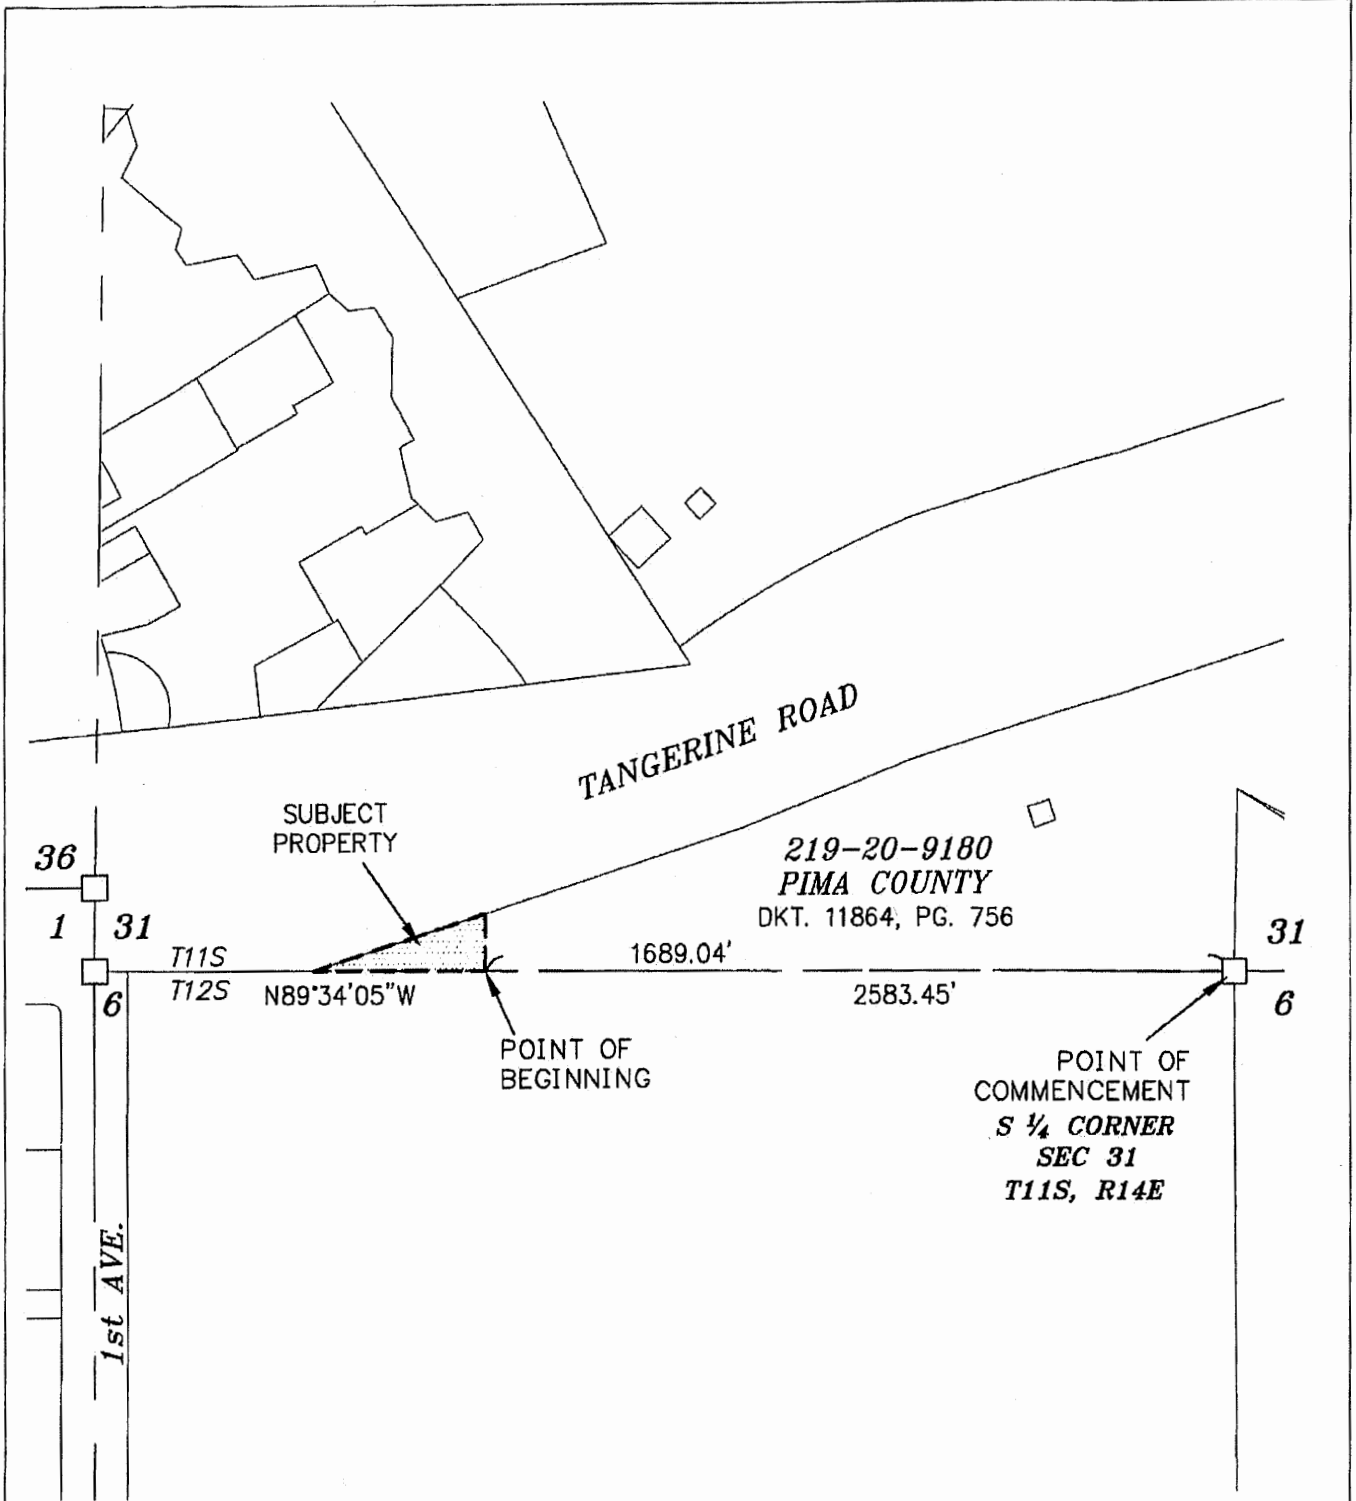 TANGERINE ROAD
SUBJECT
PROPERTY
219-20-9180
PIMA COUNTY
DKT. 11864, PG. 756
36
1
31
T11S
T12S
6
N89°34'05"W
1689.04'
2583.45'
31
6
POINT OF
BEGINNING
POINT OF
COMMENCEMENT
S ¼ CORNER
SEC 31
T11S, R14E
1st AVE.